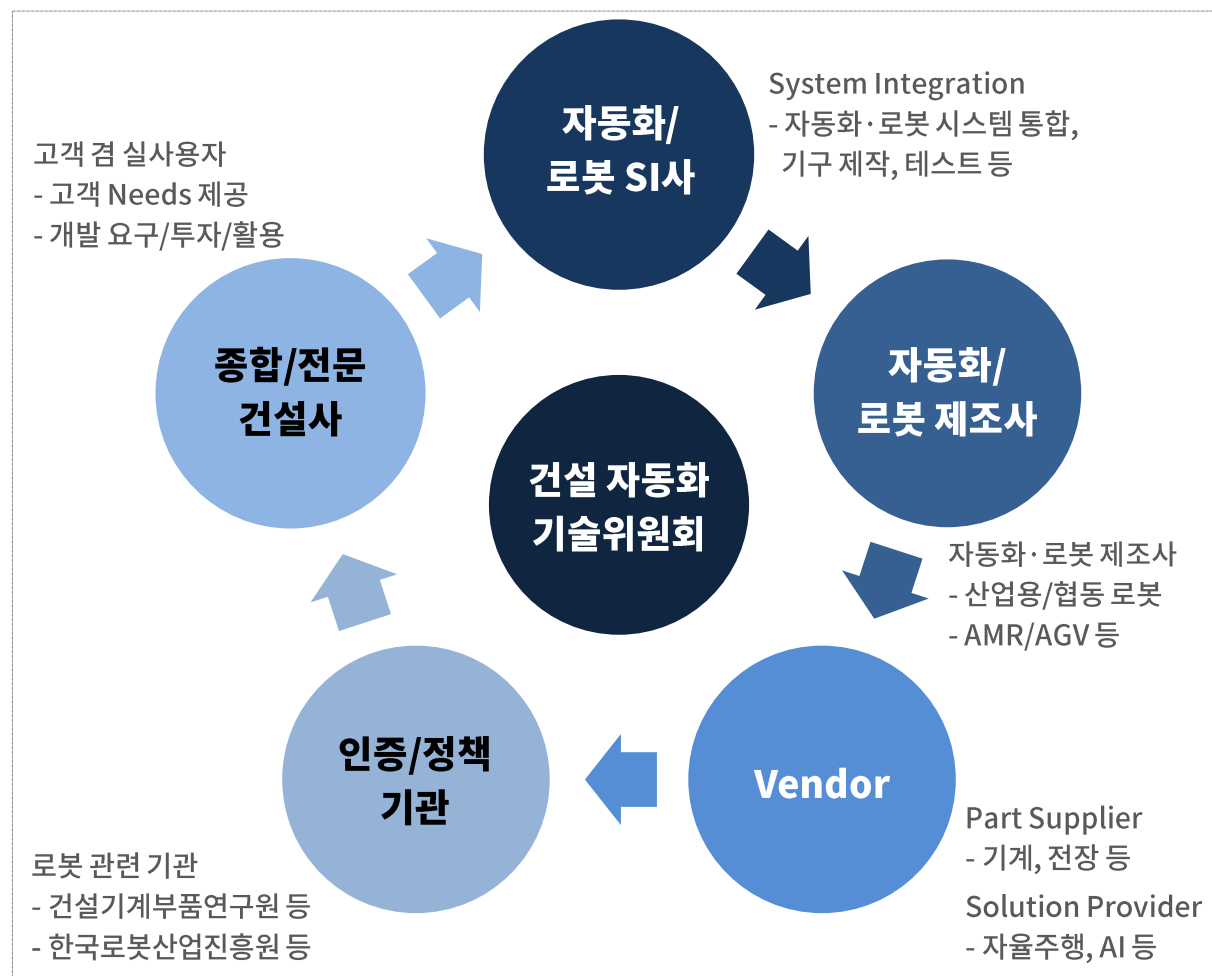 자동화/
로봇 SI사
System Integration
- 자동화·로봇 시스템 통합,
기구 제작, 테스트 등
고객 겸 실사용자
- 고객 Needs 제공
- 개발 요구/투자/활용
종합/전문
건설사
자동화/
로봇 제조사
건설 자동화
기술위원회
자동화·로봇 제조사
- 산업용/협동 로봇
- AMR/AGV 등
인증/정책
기관
Vendor
Part Supplier
- 기계, 전장 등
Solution Provider
- 자율주행, AI 등
로봇 관련 기관
- 건설기계부품연구원 등
- 한국로봇산업진흥원 등